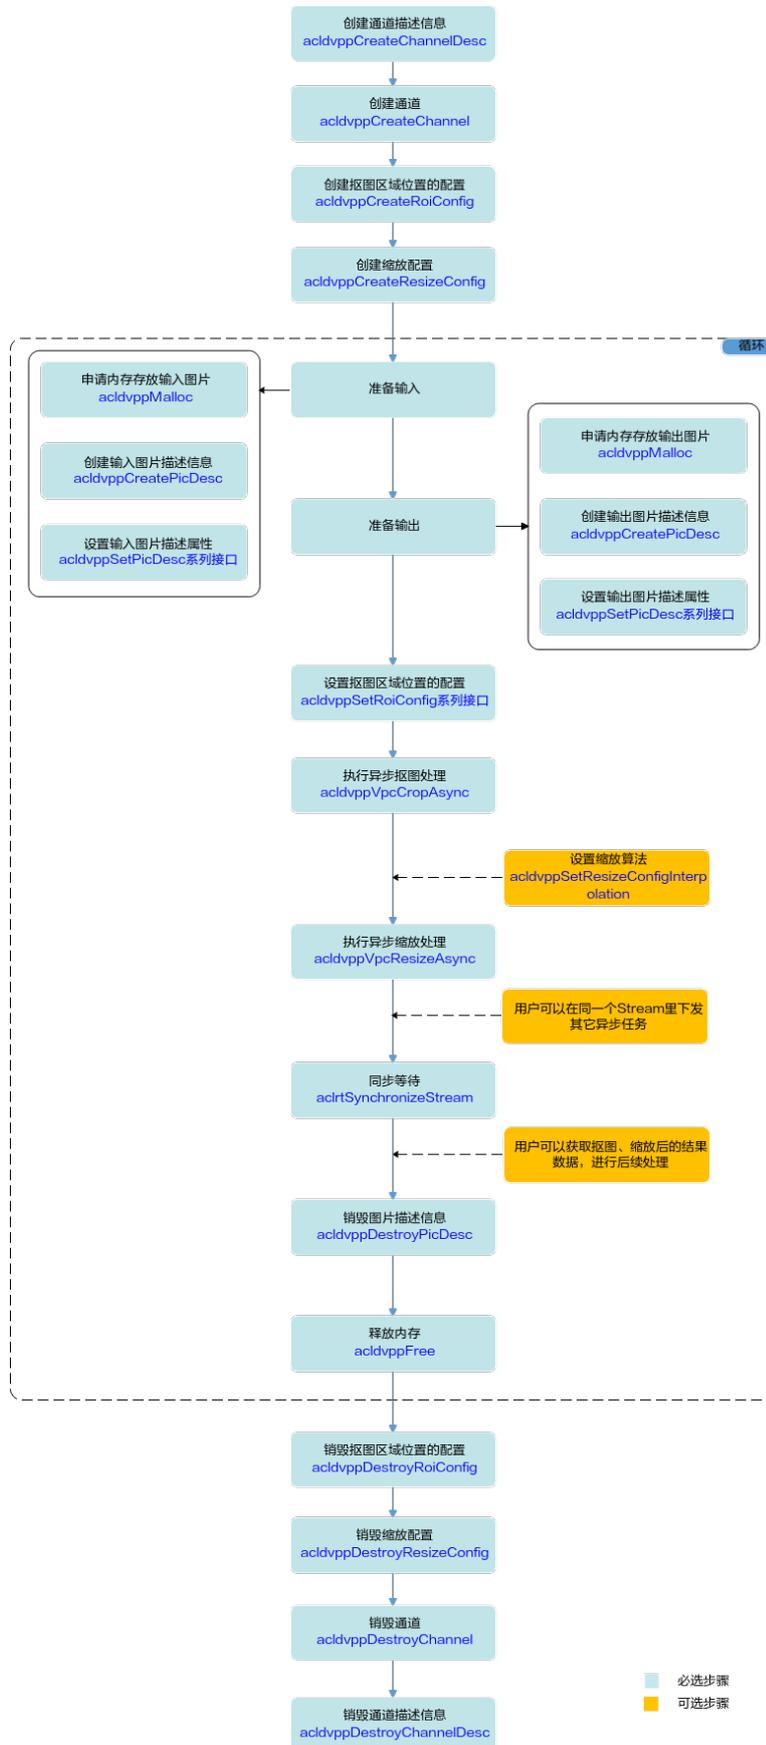 创建通道描述信息
acldvppCreateChannelDesc
创建通道
acldvppCreateChannel
创建抠图区域位置的配置
acldvppCreateRoiConfig
创建缩放配置
acldvppCreateResizeConfig
循环
准备输入
申请内存存放输入图片
acldvppMalloc
创建输入图片描述信息
acldvppCreatePicDesc
设置输入图片描述属性
acldvppSetPicDesc系列接口
准备输出
申请内存存放输出图片
acldvppMalloc
创建输出图片描述信息
acldvppCreatePicDesc
设置输出图片描述属性
acldvppSetPicDesc系列接口
设置抠图区域位置的配置
acldvppSetRoiConfig系列接口
执行异步抠图处理
acldvppVpcCropAsync
设置缩放算法
acldvppSetResizeConfigInterp
olation
执行异步缩放处理
acldvppVpcResizeAsync
用户可以在同一个Stream里下发
其它异步任务
同步等待
aclrtSynchronizeStream
用户可以获取抠图、缩放后的结果
数据，进行后续处理
销毁图片描述信息
acldvppDestroyPicDesc
释放内存
acldvppFree
销毁抠图区域位置的配置
acldvppDestroyRoiConfig
销毁缩放配置
acldvppDestroyResizeConfig
销毁通道
acldvppDestroyChannel
销毁通道描述信息
acldvppDestroyChannelDesc
必选步骤
可选步骤